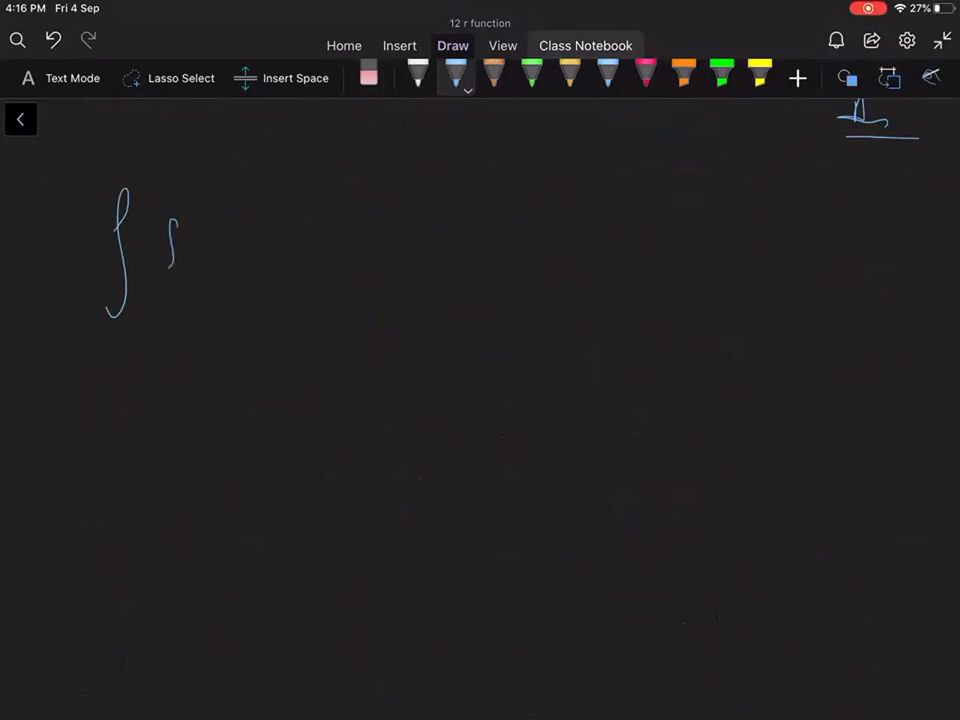 4:16 PM Fri 4 Sep
27%
12 r function
Home Insert Draw View Class Notebook
Text Mode Lasso Select Insert Space
∫